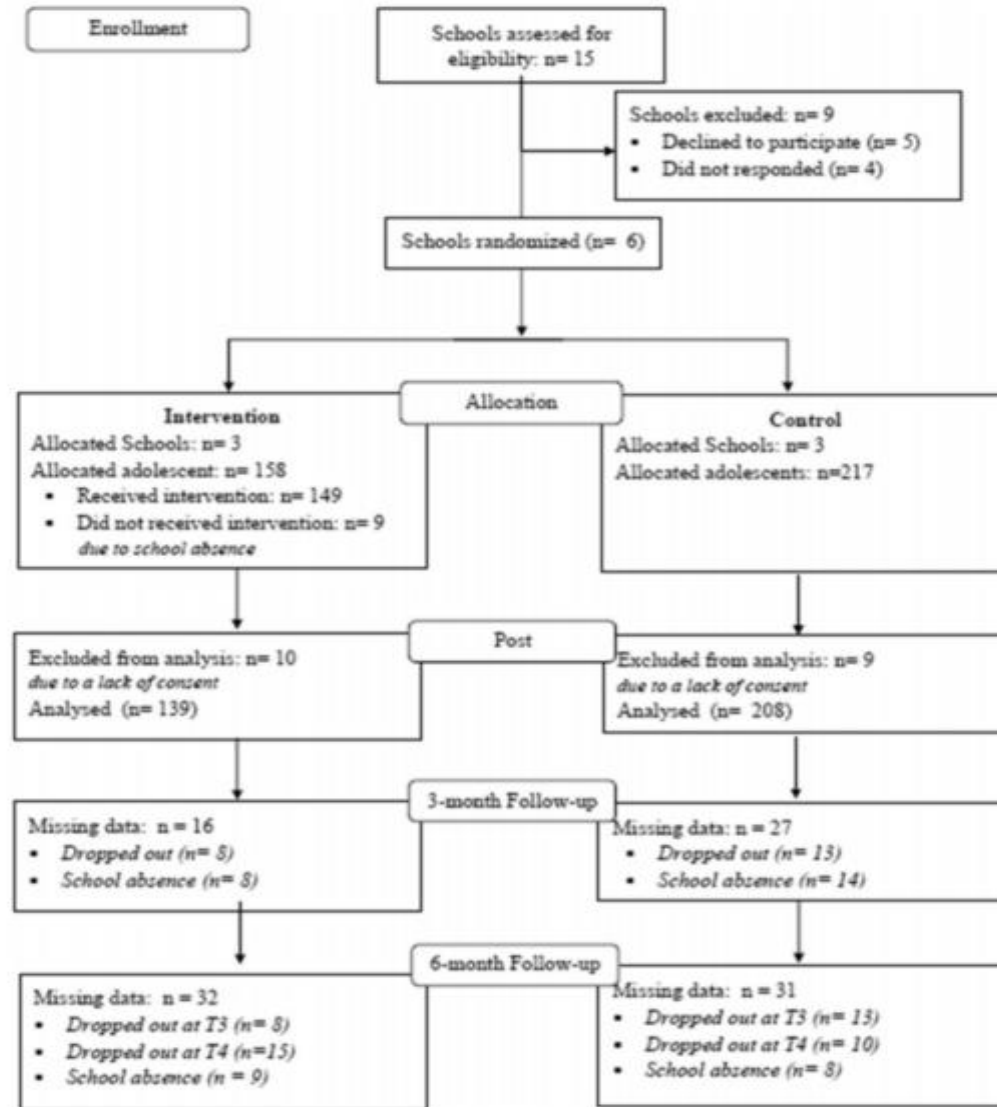 Enrollment
Schools assessed for
eligibility: n= 15
Schools excluded: n= 9
▪ Declined to participate (n= 5)
▪ Did not responded (n= 4)
Schools randomized (n= 6)
Allocation
Intervention
Allocated Schools: n= 3
Allocated adolescent: n= 158
▪ Received intervention: n= 149
▪ Did not received intervention: n= 9
due to school absence
Control
Allocated Schools: n= 3
Allocated adolescents: n=217
Post
Excluded from analysis: n= 10
due to a lack of consent
Analysed (n= 139)
Excluded from analysis: n= 9
due to a lack of consent
Analysed (n= 208)
3-month Follow-up
Missing data: n = 16
▪ Dropped out (n= 8)
▪ School absence (n= 8)
Missing data: n = 27
▪ Dropped out (n= 13)
▪ School absence (n= 14)
6-month Follow-up
Missing data: n = 32
▪ Dropped out at T3 (n= 8)
▪ Dropped out at T4 (n=15)
▪ School absence (n = 9)
Missing data: n = 31
▪ Dropped out at T3 (n= 13)
▪ Dropped out at T4 (n= 10)
▪ School absence (n= 8)